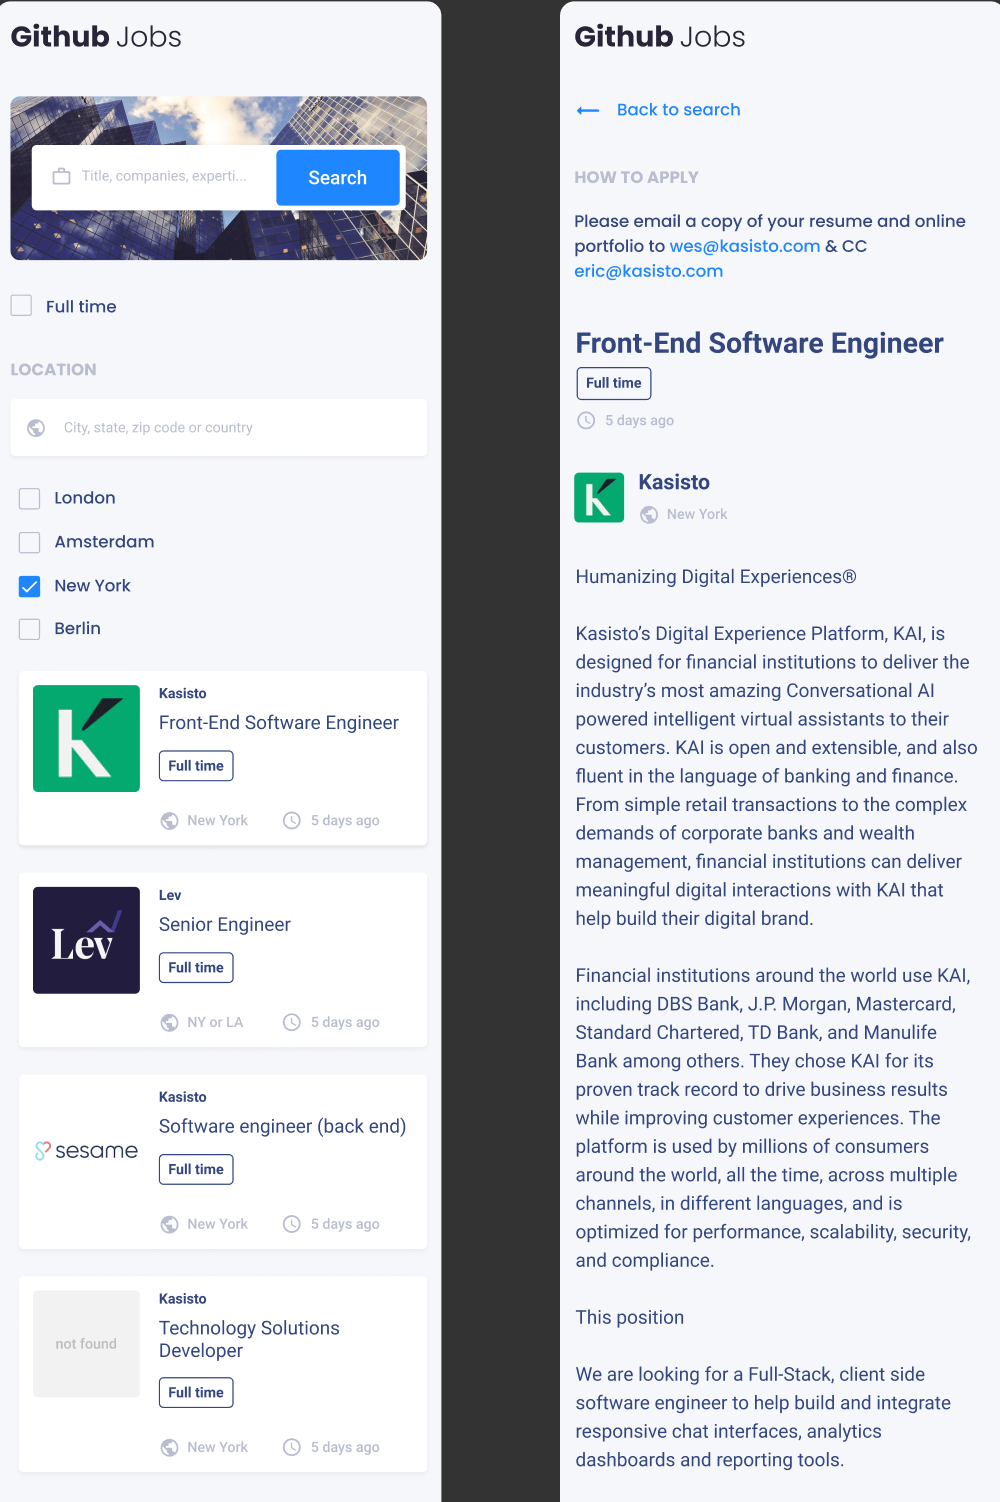 Github Jobs
Title, companies, experti...
Search
Full time
LOCATION
City, state, zip code or country
London
Amsterdam
New York
Berlin
Kasisto
Front-End Software Engineer
Full time
New York
5 days ago
Lev
Lev
Senior Engineer
Full time
NY or LA
5 days ago
sesame
Kasisto
Software engineer (back end)
Full time
New York
5 days ago
not found
Kasisto
Technology Solutions
Developer
Full time
New York
5 days ago
Github Jobs
Back to search
HOW TO APPLY
Please email a copy of your resume and online
portfolio to wes@kasisto.com & CC
eric@kasisto.com
Front-End Software Engineer
Full time
5 days ago
Kasisto
New York
Humanizing Digital Experiences®
Kasisto’s Digital Experience Platform, KAI, is
designed for financial institutions to deliver the
industry’s most amazing Conversational AI
powered intelligent virtual assistants to their
customers. KAI is open and extensible, and also
fluent in the language of banking and finance.
From simple retail transactions to the complex
demands of corporate banks and wealth
management, financial institutions can deliver
meaningful digital interactions with KAI that
help build their digital brand.
Financial institutions around the world use KAI,
including DBS Bank, J.P. Morgan, Mastercard,
Standard Chartered, TD Bank, and Manulife
Bank among others. They chose KAI for its
proven track record to drive business results
while improving customer experiences. The
platform is used by millions of consumers
around the world, all the time, across multiple
channels, in different languages, and is
optimized for performance, scalability, security,
and compliance.
This position
We are looking for a Full-Stack, client side
software engineer to help build and integrate
responsive chat interfaces, analytics
dashboards and reporting tools.